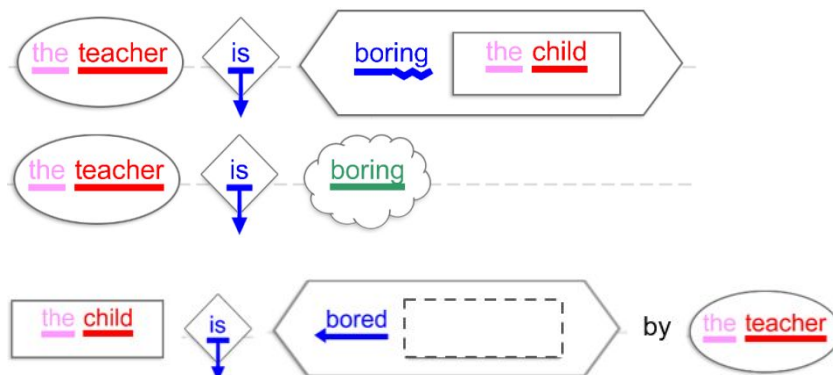 the teacher is boring the child
the teacher is boring
the child is bored by the teacher